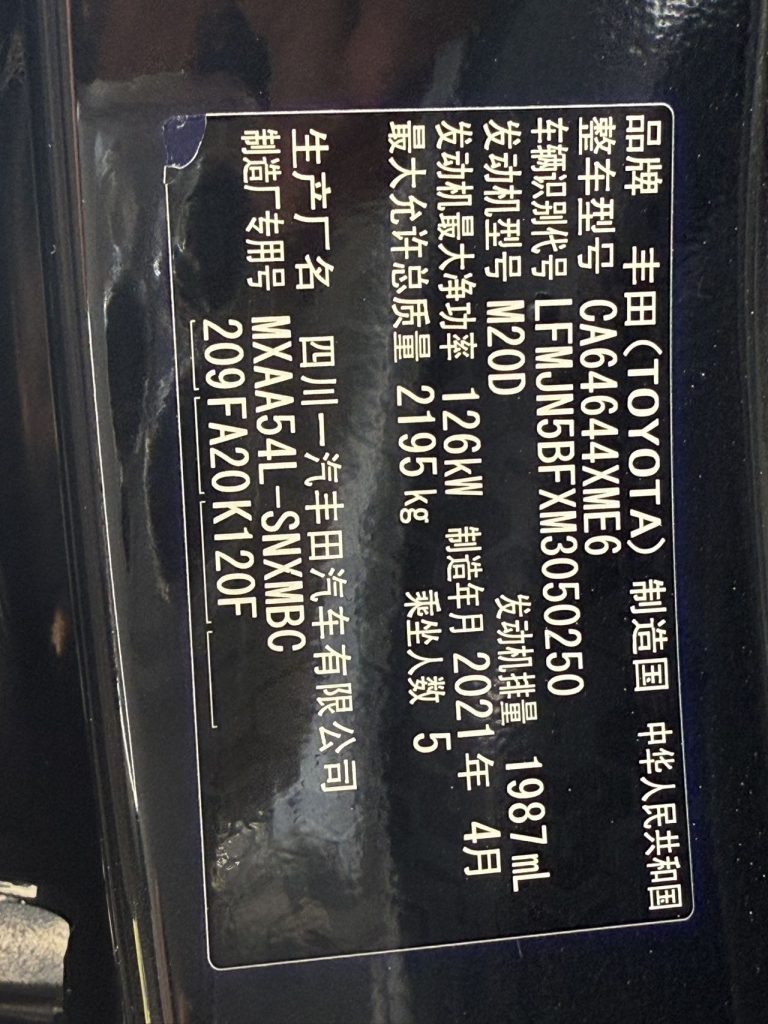 品牌 丰田(TOYOTA) 制造国 中华人民共和国
整车型号 CA64644XME6
车辆识别代号 LFMJN5BFXM3050250
发动机型号 M20D 发动机排量 1987mL
发动机最大净功率 126kW 制造年月 2021年 4月
最大允许总质量 2195kg 乘坐人数 5
生产厂名 四川一汽丰田汽车有限公司
制造厂专用号 MXAA54L-SNXMBC
209FA20K120F